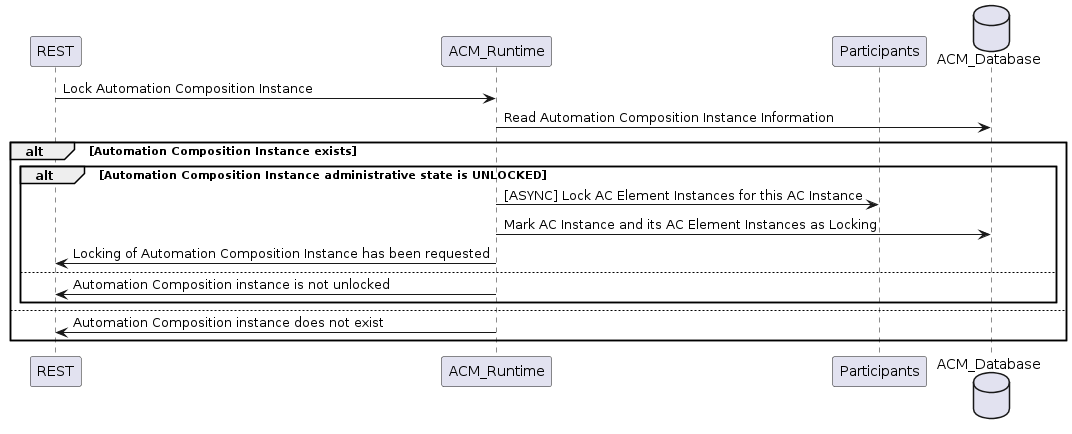 ACM_Database
REST
ACM_Runtime
Participants
Lock Automation Composition Instance
Read Automation Composition Instance Information
alt [Automation Composition Instance exists]
alt [Automation Composition Instance administrative state is UNLOCKED]
[ASYNC] Lock AC Element Instances for this AC Instance
Mark AC Instance and its AC Element Instances as Locking
Locking of Automation Composition Instance has been requested
Automation Composition instance is not unlocked
Automation Composition instance does not exist
REST
ACM_Runtime
Participants
ACM_Database